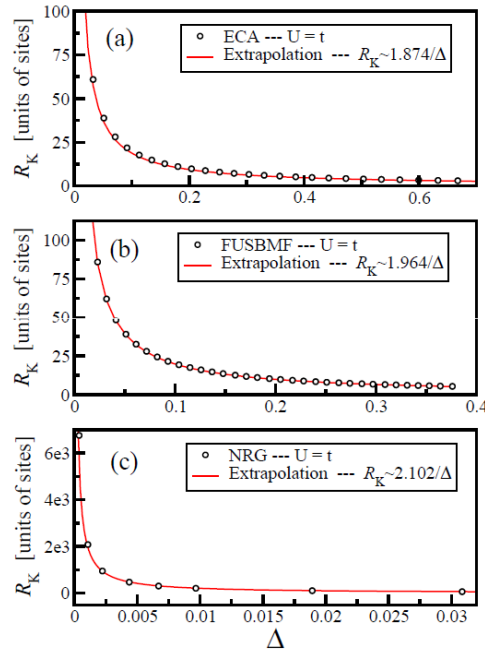 (a)
ECA --- U = t
Extrapolation --- R_K~1.874/Δ
R_K [units of sites]
100
75
50
25
0
0 0.2 0.4 0.6
(b)
FUSBMF --- U = t
Extrapolation --- R_K~1.964/Δ
R_K [units of sites]
100
75
50
25
0
0 0.1 0.2 0.3 0.4
(c)
NRG --- U = t
Extrapolation --- R_K~2.102/Δ
R_K [units of sites]
6e3
4e3
2e3
0
0 0.005 0.01 0.015 0.02 0.025 0.03
Δ